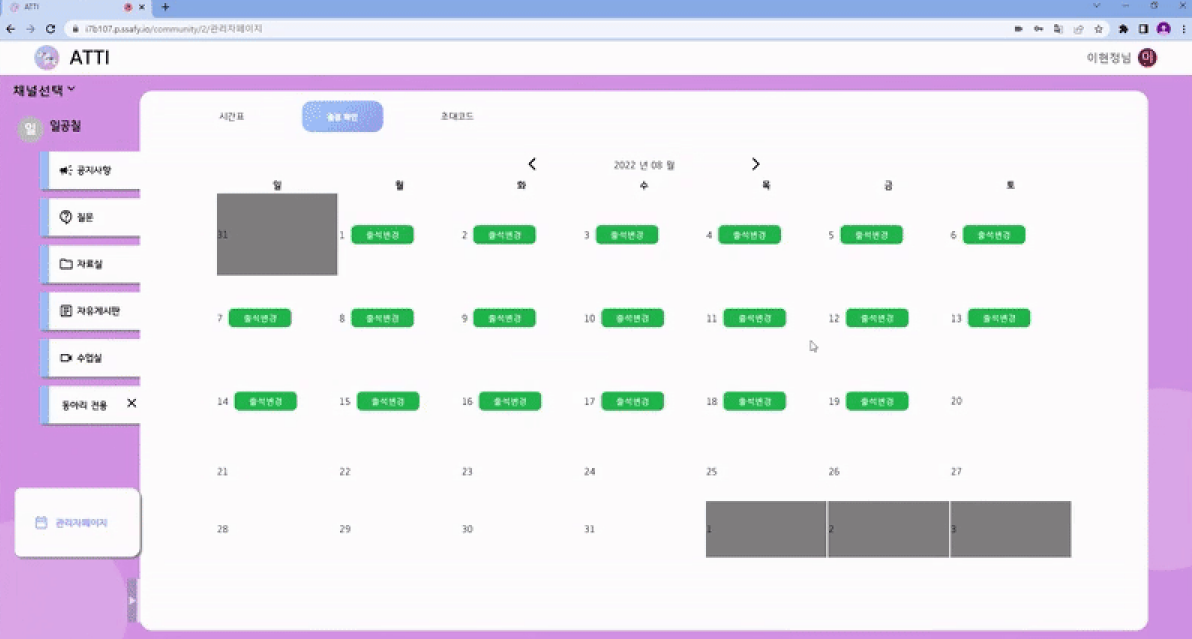 ATTI
i7b107.p.ssafy.io/community/2/관리자페이지
ATTI
이현정님 이
채널선택
일 일공칠
공지사항
질문
자료실
자유게시판
수업실
동아리 전용
관리자페이지
시간표 출결 확인 초대코드
2022 년 08 월
일 월 화 수 목 금 토
31 1 출석변경 2 출석변경 3 출석변경 4 출석변경 5 출석변경 6 출석변경
7 출석변경 8 출석변경 9 출석변경 10 출석변경 11 출석변경 12 출석변경 13 출석변경
14 출석변경 15 출석변경 16 출석변경 17 출석변경 18 출석변경 19 출석변경 20
21 22 23 24 25 26 27
28 29 30 31 1 2 3